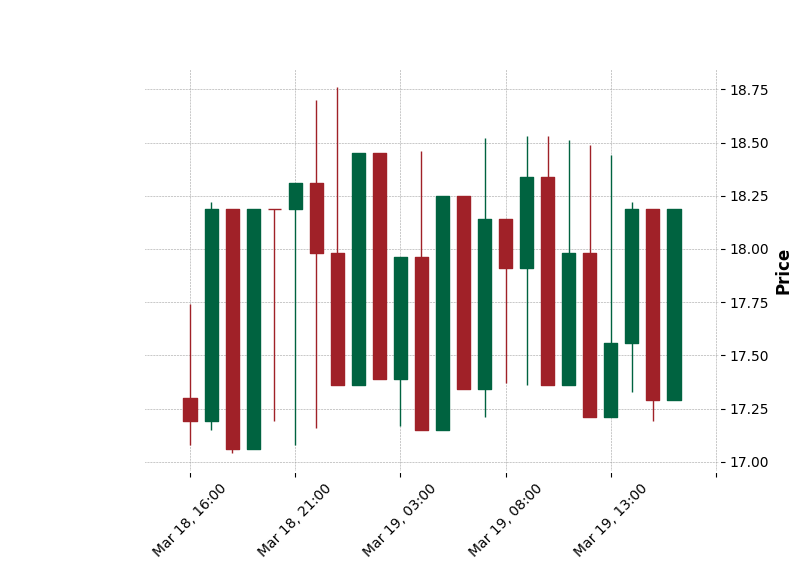 18.75
18.50
18.25
18.00
17.75
17.50
17.25
17.00
Price
Mar 18, 16:00
Mar 18, 21:00
Mar 19, 03:00
Mar 19, 08:00
Mar 19, 13:00